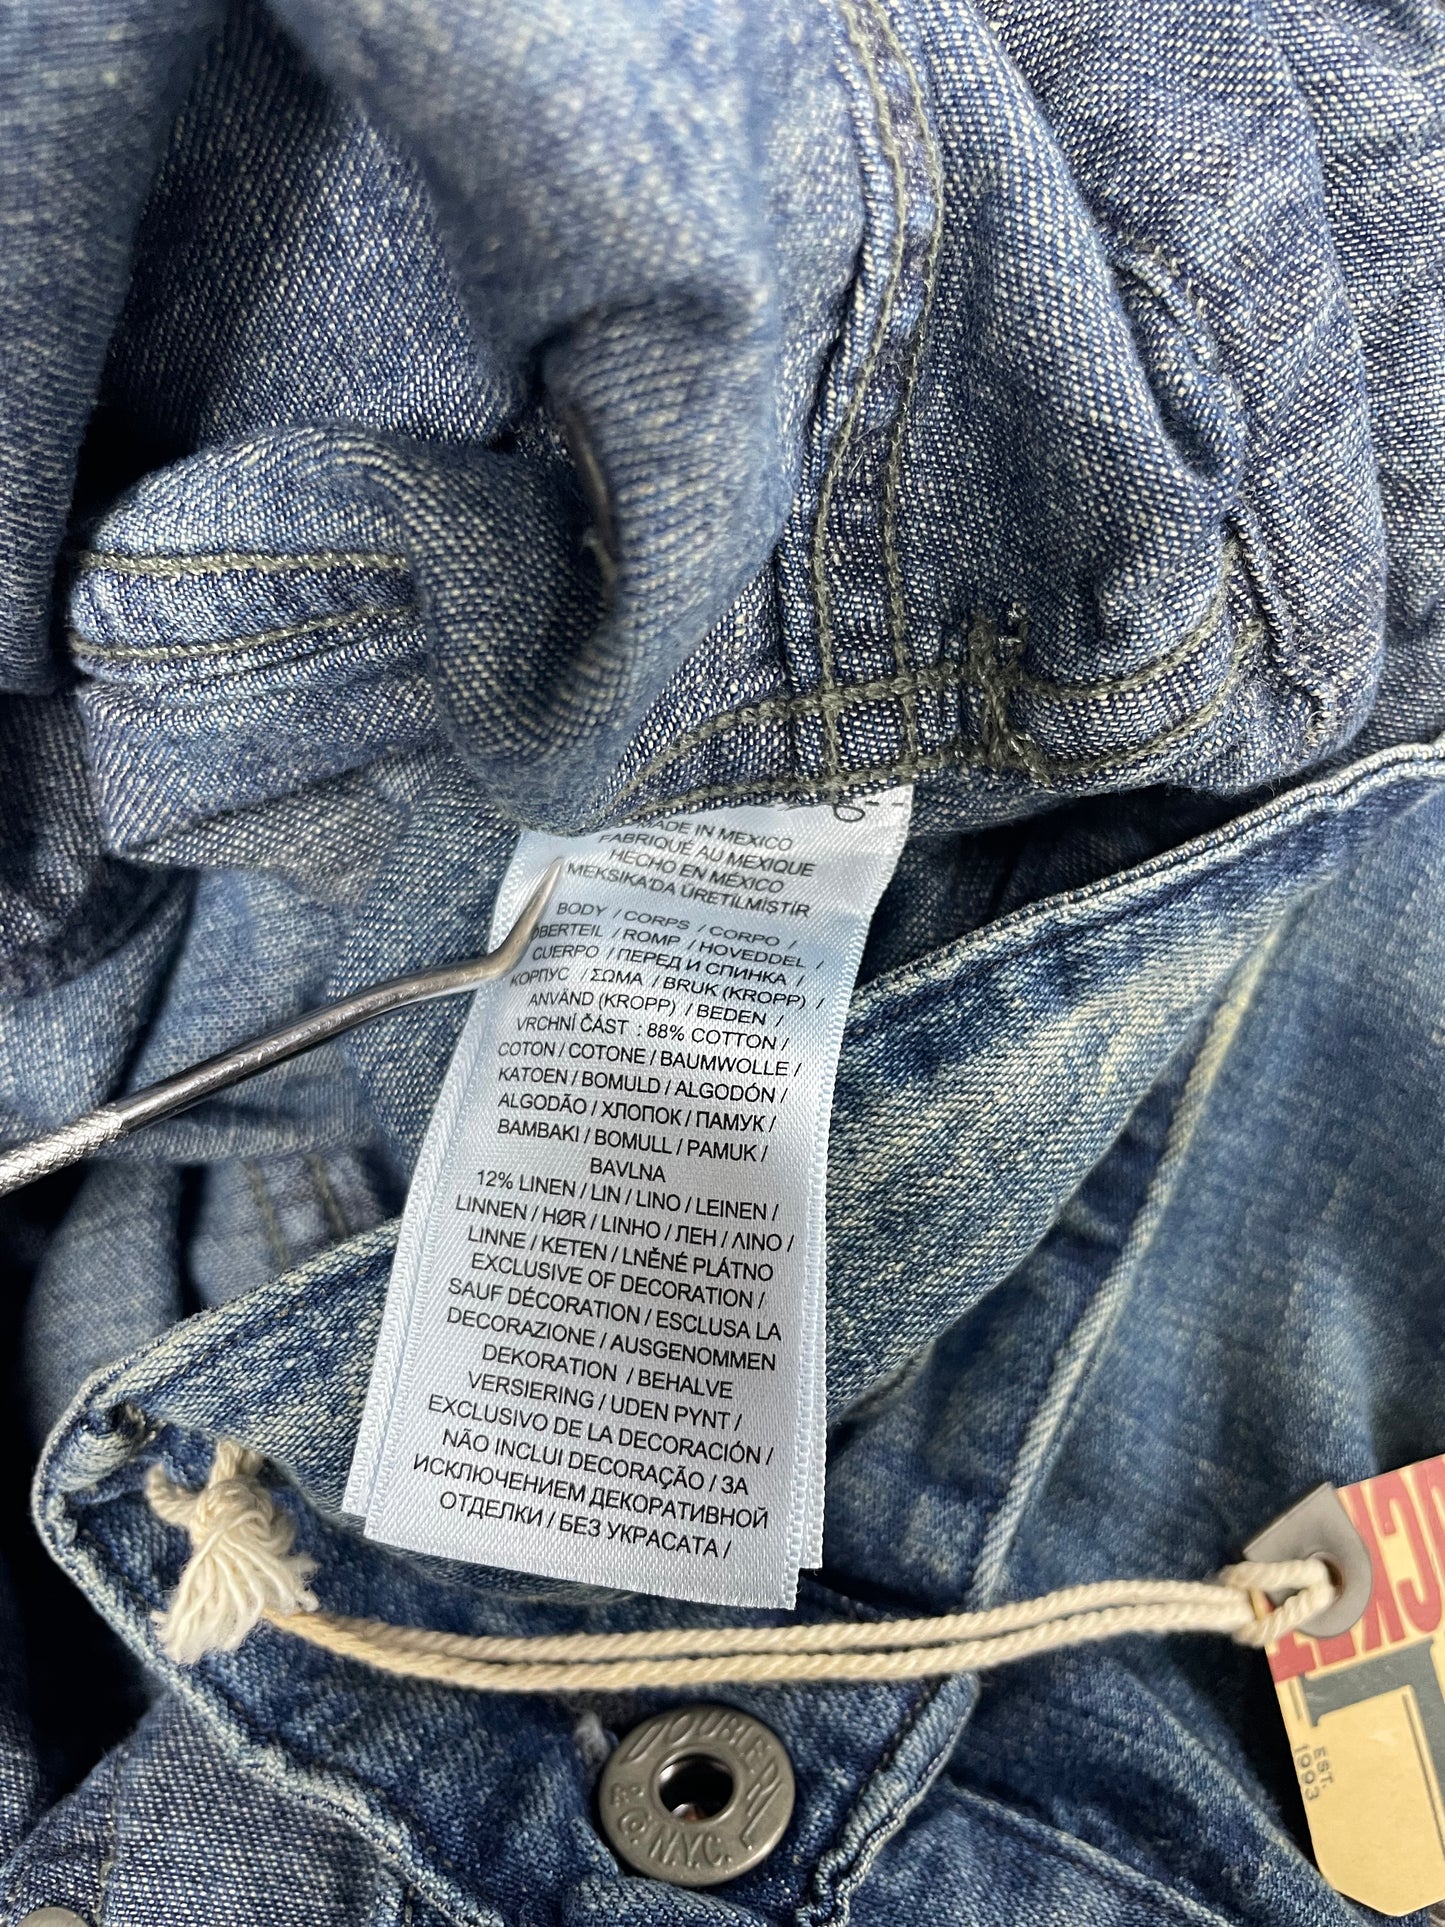 MADE IN MEXICO
FABRIQUÉ AU MEXIQUE
HECHO EN MÉXICO
MEKSIKA'DA ÜRETİLMİŞTİR
BODY / CORPS / CORPO /
OBERTEIL / ROMP / HOVEDDEL /
CUERPO / ПЕРЕД И СПИНКА /
КОРПУС / ΣΩΜΑ / BRUK (KROPP) /
ANVÄND (KROPP) / BEDEN /
VRCHNÍ ČÁST : 88% COTTON /
COTON / COTONE / BAUMWOLLE /
KATOEN / BOMULD / ALGODÓN /
ALGODÃO / ХЛОПОК / ПАМУК /
BAMBAKI / BOMULL / PAMUK /
BAVLNA
12% LINEN / LIN / LINO / LEINEN /
LINNEN / HØR / LINHO / ЛЕН / ΛΙΝΟ /
LINNE / KETEN / LNĚNÉ PLÁTNO
EXCLUSIVE OF DECORATION /
SAUF DÉCORATION / ESCLUSA LA
DECORAZIONE / AUSGENOMMEN
DEKORATION / BEHALVE
VERSIERING / UDEN PYNT /
EXCLUSIVO DE LA DECORACIÓN /
NÃO INCLUI DECORAÇÃO / ЗА
ИСКЛЮЧЕНИЕМ ДЕКОРАТИВНОЙ
ОТДЕЛКИ / БЕЗ УКРАСАТА /
DOUBLE RL
& CO. N.Y.C.
EST.
1993